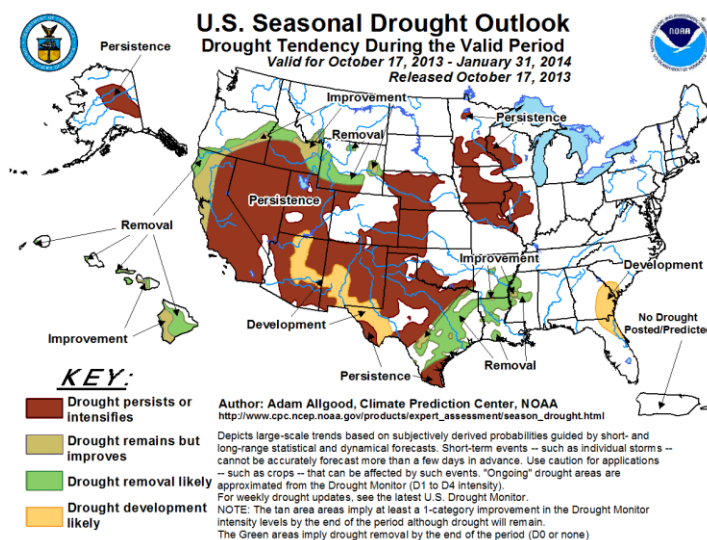 U.S. Seasonal Drought Outlook
Drought Tendency During the Valid Period
Valid for October 17, 2013 - January 31, 2014
Released October 17, 2013
NOAA
Persistence
Improvement
Removal
Persistence
Persistence
Removal
Improvement
Development
Improvement
Development
No Drought
Posted/Predicted
Removal
Persistence
KEY:
Drought persists or
intensifies
Drought remains but
improves
Drought removal likely
Drought development
likely
Author: Adam Allgood, Climate Prediction Center, NOAA
http://www.cpc.ncep.noaa.gov/products/expert_assessment/season_drought.html
Depicts large-scale trends based on subjectively derived probabilities guided by short- and
long-range statistical and dynamical forecasts. Short-term events -- such as individual storms --
cannot be accurately forecast more than a few days in advance. Use caution for applications
-- such as crops -- that can be affected by such events. "Ongoing" drought areas are
approximated from the Drought Monitor (D1 to D4 intensity).
For weekly drought updates, see the latest U.S. Drought Monitor.
NOTE: The tan area areas imply at least a 1-category improvement in the Drought Monitor
intensity levels by the end of the period although drought will remain.
The Green areas imply drought removal by the end of the period (D0 or none)